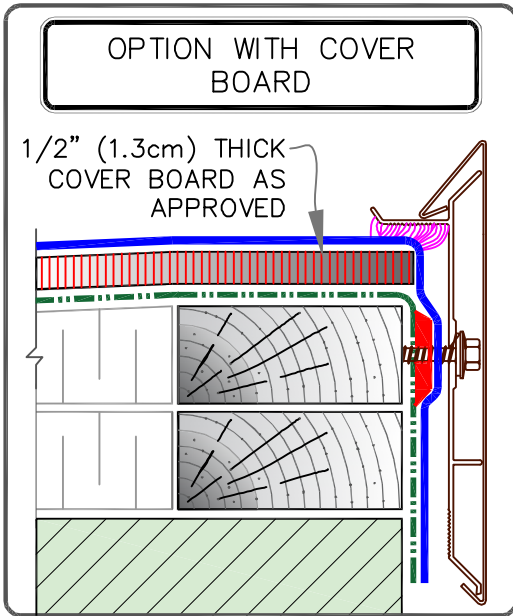 OPTION WITH COVER
BOARD
1/2” (1.3cm) THICK
COVER BOARD AS
APPROVED